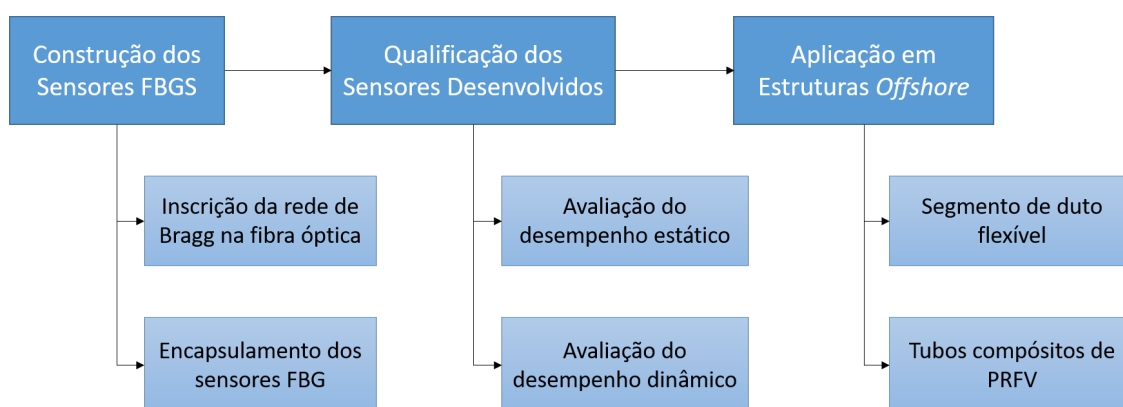 Construção dos
Sensores FBGS
Qualificação dos
Sensores Desenvolvidos
Aplicação em
Estruturas Offshore
Inscrição da rede de
Bragg na fibra óptica
Avaliação do
desempenho estático
Segmento de duto
flexível
Encapsulamento dos
sensores FBG
Avaliação do
desempenho dinâmico
Tubos compósitos de
PRFV